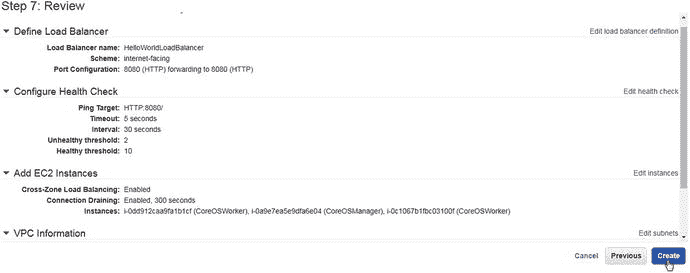 Step 7: Review
Define Load Balancer
Edit load balancer definition
Load Balancer name: HelloWorldLoadBalancer
Scheme: internet-facing
Port Configuration: 8080 (HTTP) forwarding to 8080 (HTTP)
Configure Health Check
Edit health check
Ping Target: HTTP:8080/
Timeout: 5 seconds
Interval: 30 seconds
Unhealthy threshold: 2
Healthy threshold: 10
Add EC2 Instances
Edit instances
Cross-Zone Load Balancing: Enabled
Connection Draining: Enabled, 300 seconds
Instances: i-0dd912caa9fa1b1cf (CoreOSWorker), i-0a9e7ea5e9dfa6e04 (CoreOSManager), i-0c1067b1fbc03100f (CoreOSWorker)
VPC Information
Edit subnets
Cancel Previous Create